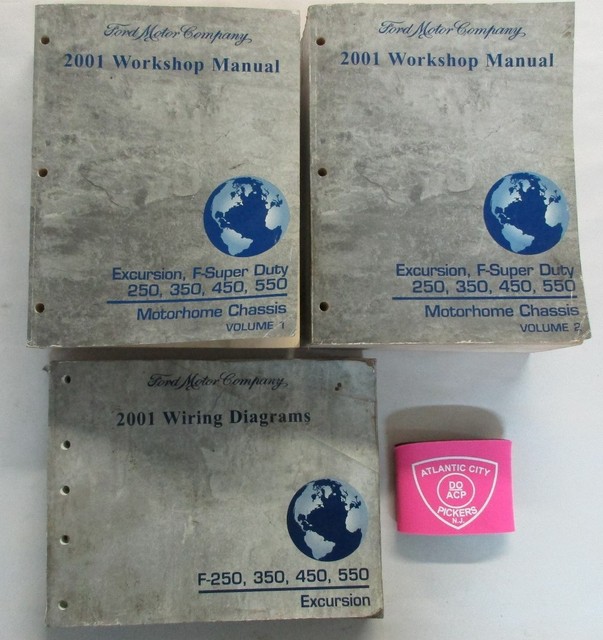 Ford Motor Company
2001 Workshop Manual
Excursion, F-Super Duty
250, 350, 450, 550
Motorhome Chassis
VOLUME 1
Ford Motor Company
2001 Workshop Manual
Excursion, F-Super Duty
250, 350, 450, 550
Motorhome Chassis
VOLUME 2
Ford Motor Company
2001 Wiring Diagrams
F-250, 350, 450, 550
Excursion
ATLANTIC CITY
DO
ACP
PICKERS
N.J.